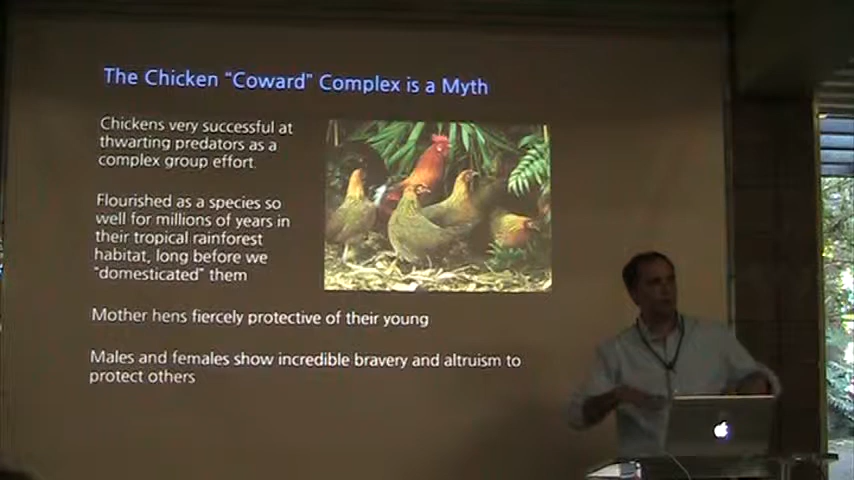 The Chicken "Coward" Complex is a Myth
Chickens very successful at
thwarting predators as a
complex group effort.
Flourished as a species so
well for millions of years in
their tropical rainforest
habitat, long before we
"domesticated" them
Mother hens fiercely protective of their young
Males and females show incredible bravery and altruism to
protect others